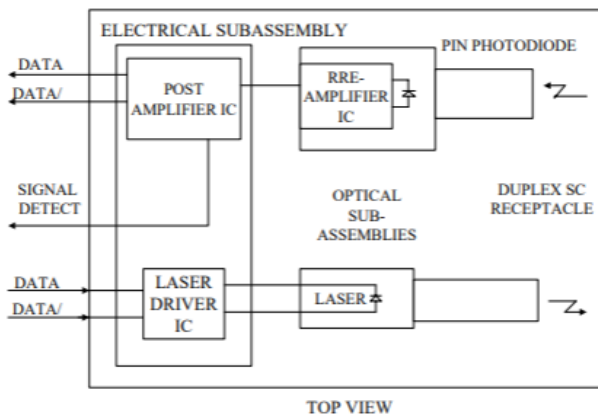 ELECTRICAL SUBASSEMBLY
PIN PHOTODIODE
DATA
DATA/
POST
AMPLIFIER IC
RRE-
AMPLIFIER
IC
SIGNAL
DETECT
OPTICAL
SUB-
ASSEMBLIES
DUPLEX SC
RECEPTACLE
DATA
DATA/
LASER
DRIVER
IC
LASER
TOP VIEW